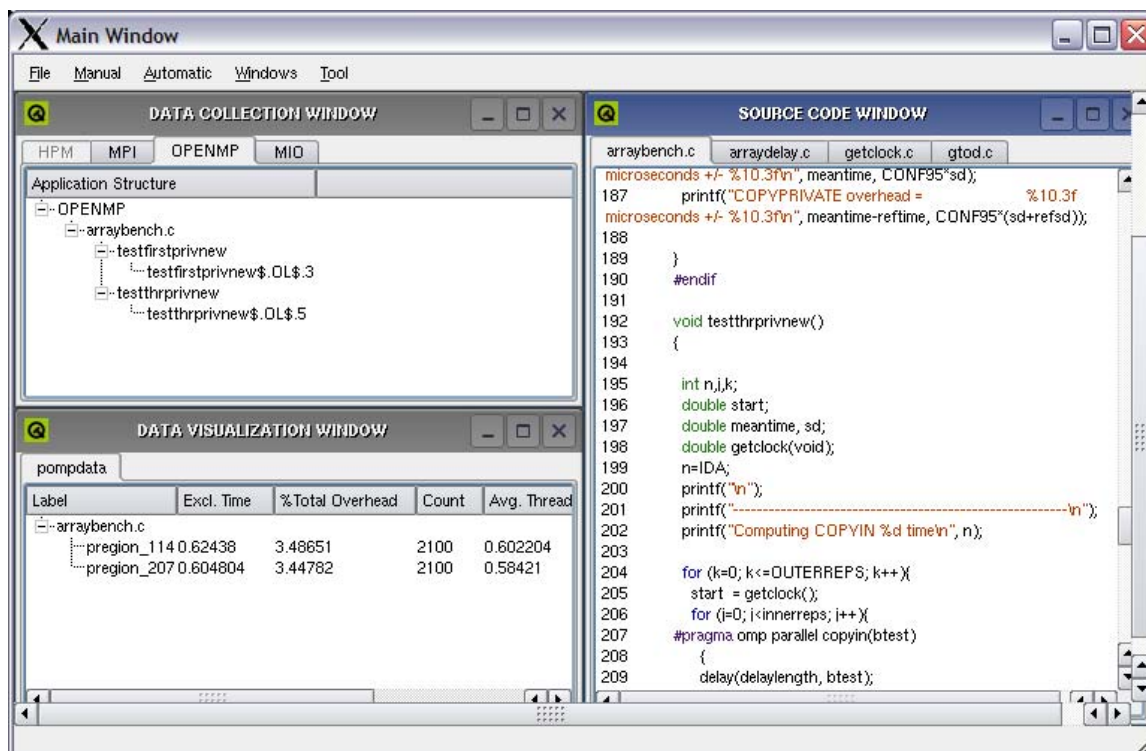 Main Window
File Manual Automatic Windows Tool
DATA COLLECTION WINDOW
HPM MPI OPENMP MIO
Application Structure
OPENMP
arraybench.c
testfirstprivnew
testfirstprivnew$.OL$.3
testthrprivnew
testthrprivnew$.OL$.5
DATA VISUALIZATION WINDOW
pompdata
Label Excl. Time %Total Overhead Count Avg. Thread
arraybench.c
pregion_114 0.62438 3.48651 2100 0.602204
pregion_207 0.604804 3.44782 2100 0.58421
SOURCE CODE WINDOW
arraybench.c arraydelay.c getclock.c gtod.c
microseconds +/- %10.3f\n", meantime, CONF95*sd);
187 printf("COPYPRIVATE overhead = %10.3f
microseconds +/- %10.3f\n", meantime-reftime, CONF95*(sd+refsd));
188
189 }
190 #endif
191
192 void testthrprivnew()
193 {
194
195 int n,j,k;
196 double start;
197 double meantime, sd;
198 double getclock(void);
199 n=IDA;
200 printf("\n");
201 printf("--------------------------------------------------------\n");
202 printf("Computing COPYIN %d time\n", n);
203
204 for (k=0; k<=OUTERREPS; k++){
205 start = getclock();
206 for (j=0; j<innerreps; j++){
207 #pragma omp parallel copyin(btest)
208 {
209 delay(delaylength, btest);